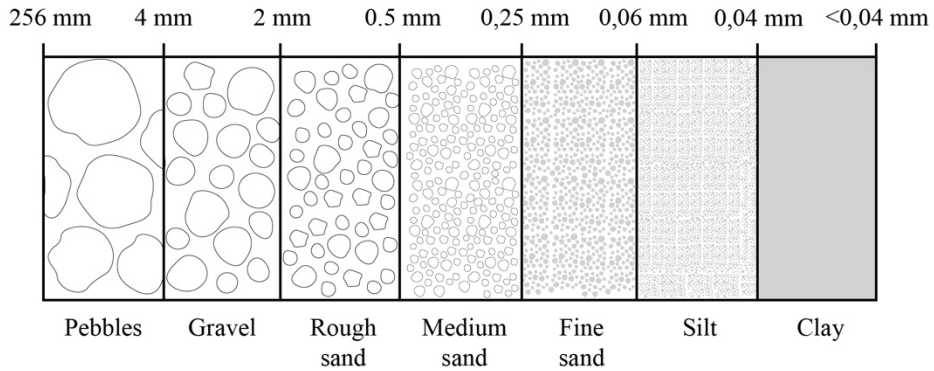 256 mm 4 mm 2 mm 0.5 mm 0,25 mm 0,06 mm 0,04 mm <0,04 mm
Pebbles Gravel Rough Medium Fine Silt Clay
sand sand sand